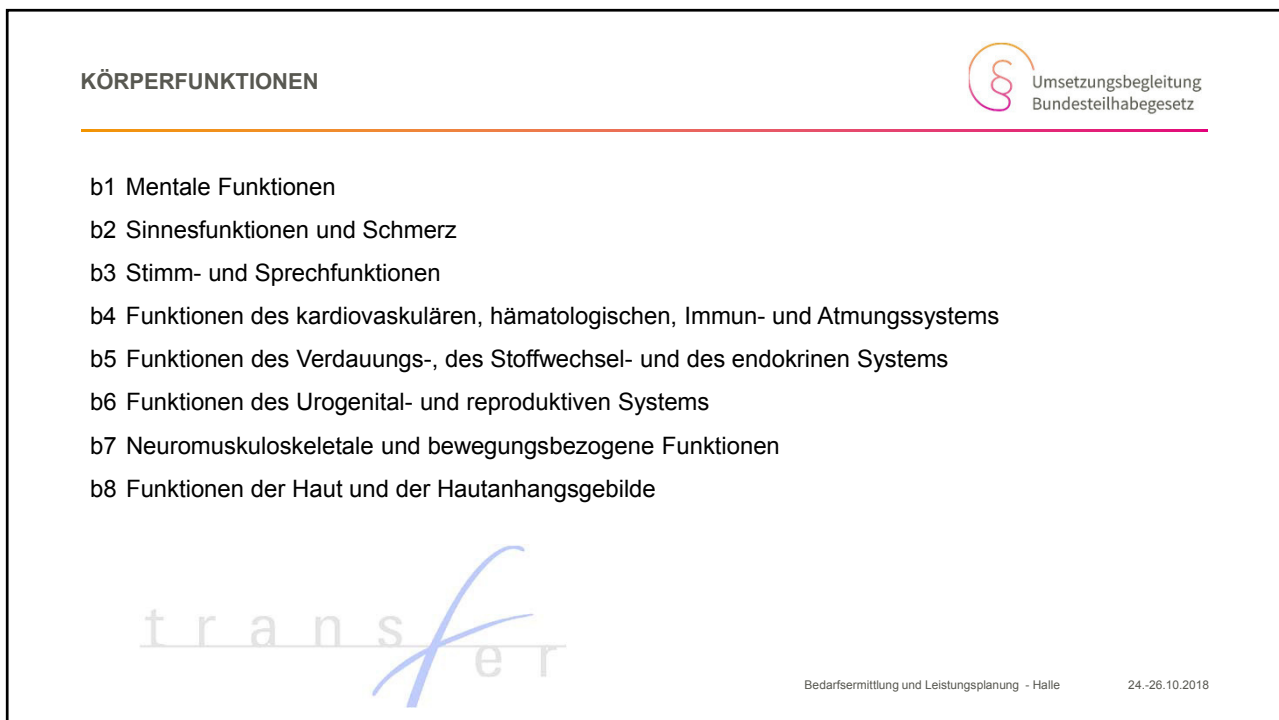 KÖRPERFUNKTIONEN
Umsetzungsbegleitung
Bundesteilhabegesetz
b1 Mentale Funktionen
b2 Sinnesfunktionen und Schmerz
b3 Stimm- und Sprechfunktionen
b4 Funktionen des kardiovaskulären, hämatologischen, Immun- und Atmungssystems
b5 Funktionen des Verdauungs-, des Stoffwechsel- und des endokrinen Systems
b6 Funktionen des Urogenital- und reproduktiven Systems
b7 Neuromuskuloskeletale und bewegungsbezogene Funktionen
b8 Funktionen der Haut und der Hautanhangsgebilde
transfer
Bedarfsermittlung und Leistungsplanung - Halle 24.-26.10.2018